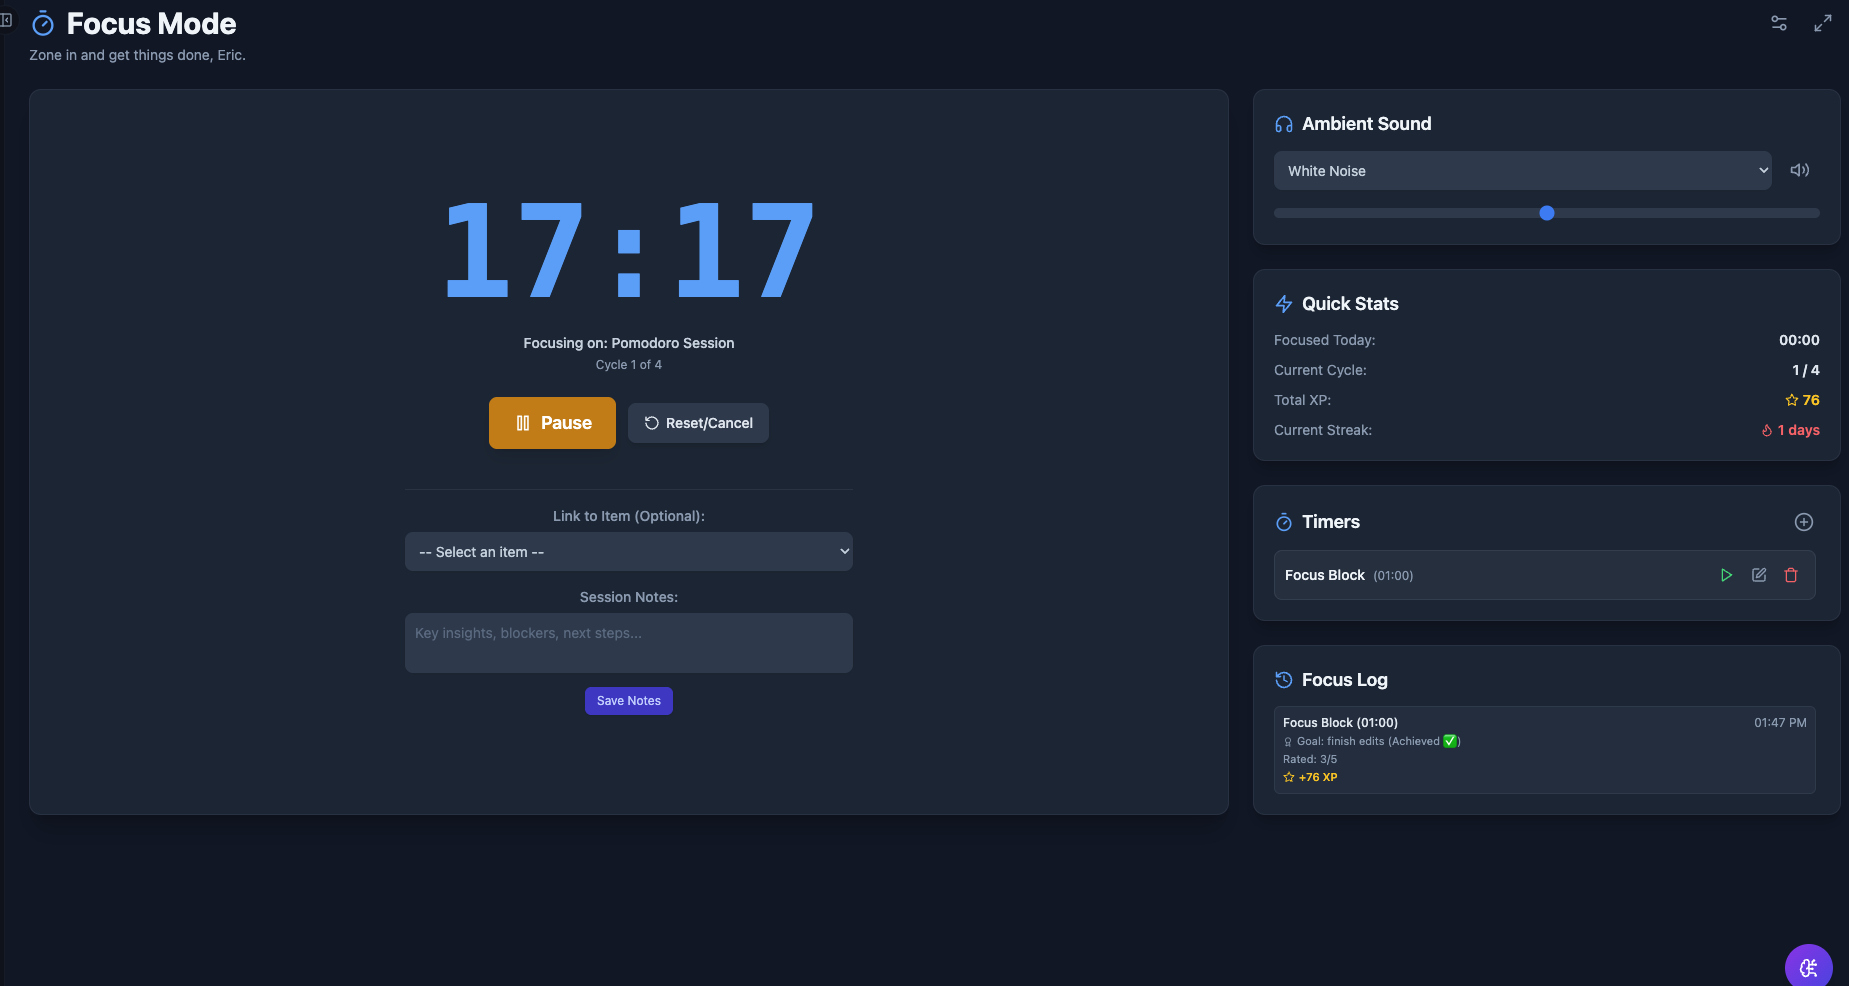 Focus Mode
Zone in and get things done, Eric.
17:17
Focusing on: Pomodoro Session
Cycle 1 of 4
Pause
Reset/Cancel
Link to Item (Optional):
-- Select an item --
Session Notes:
Key insights, blockers, next steps...
Save Notes
Ambient Sound
White Noise
Quick Stats
Focused Today: 00:00
Current Cycle: 1 / 4
Total XP: 76
Current Streak: 1 days
Timers
Focus Block (01:00)
Focus Log
Focus Block (01:00) 01:47 PM
Goal: finish edits (Achieved ✅)
Rated: 3/5
+76 XP